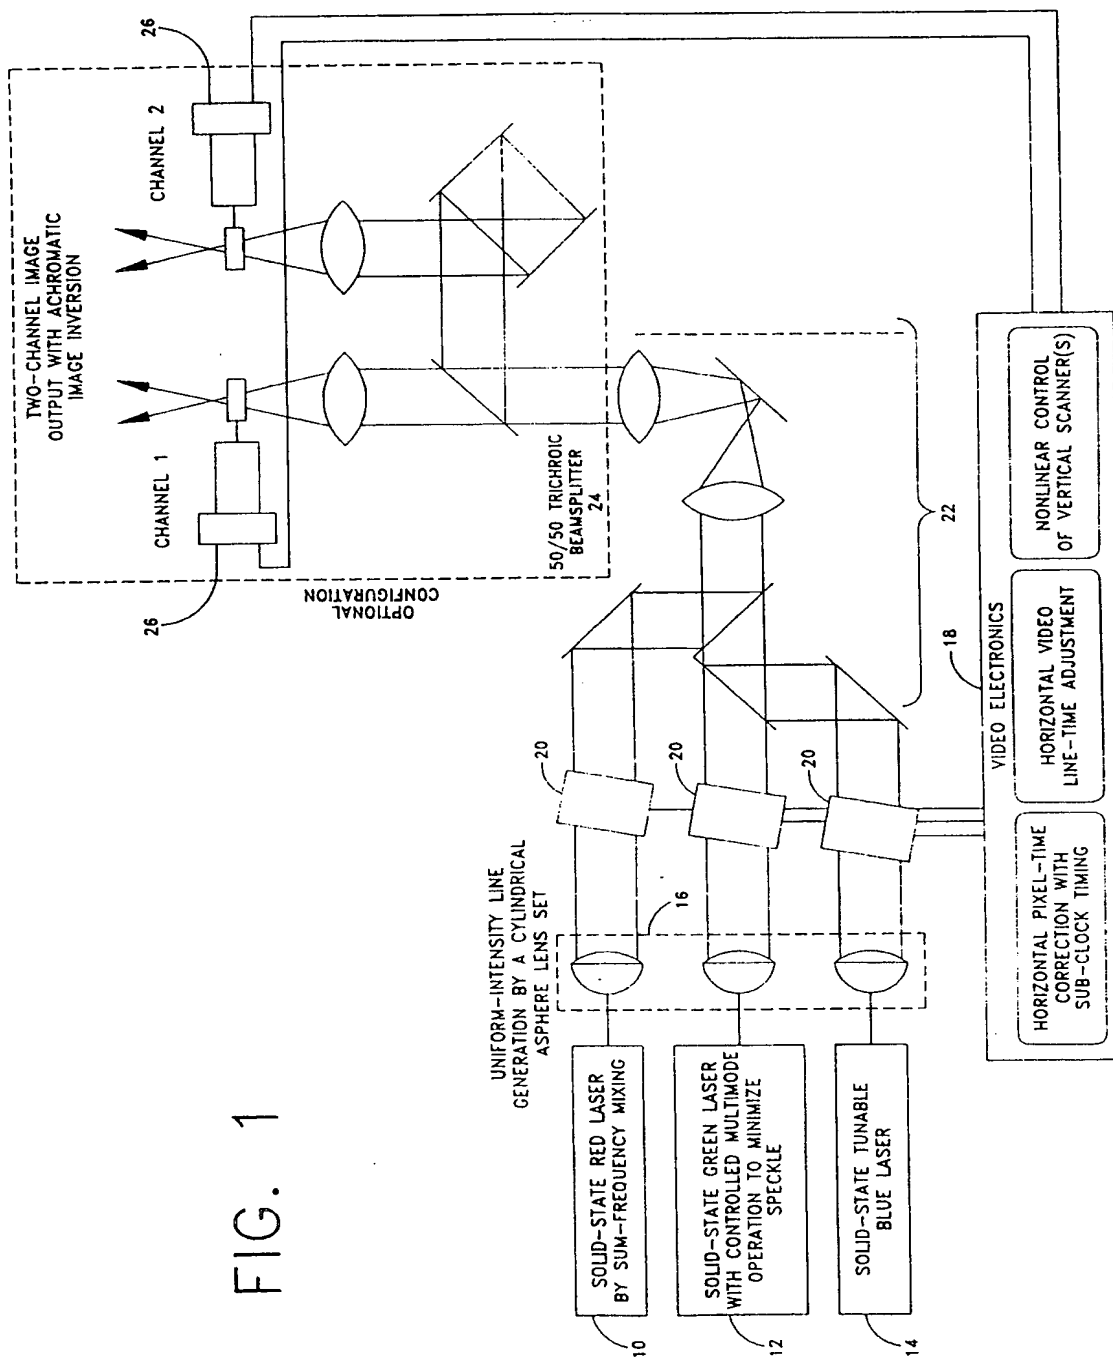 FIG. 1
TWO-CHANNEL IMAGE
OUTPUT WITH ACHROMATIC
IMAGE INVERSION
26
CHANNEL 1
CHANNEL 2
26
OPTIONAL
CONFIGURATION
50/50 TRICHROIC
BEAMSPLITTER
24
UNIFORM-INTENSITY LINE
GENERATION BY A CYLINDRICAL
ASPHERE LENS SET
16
20
20
20
22
10
SOLID-STATE RED LASER
BY SUM-FREQUENCY MIXING
12
SOLID-STATE GREEN LASER
WITH CONTROLLED MULTIMODE
OPERATION TO MINIMIZE
SPECKLE
14
SOLID-STATE TUNABLE
BLUE LASER
18
VIDEO ELECTRONICS
HORIZONTAL PIXEL-TIME
CORRECTION WITH
SUB-CLOCK TIMING
HORIZONTAL VIDEO
LINE-TIME ADJUSTMENT
NONLINEAR CONTROL
OF VERTICAL SCANNER(S)